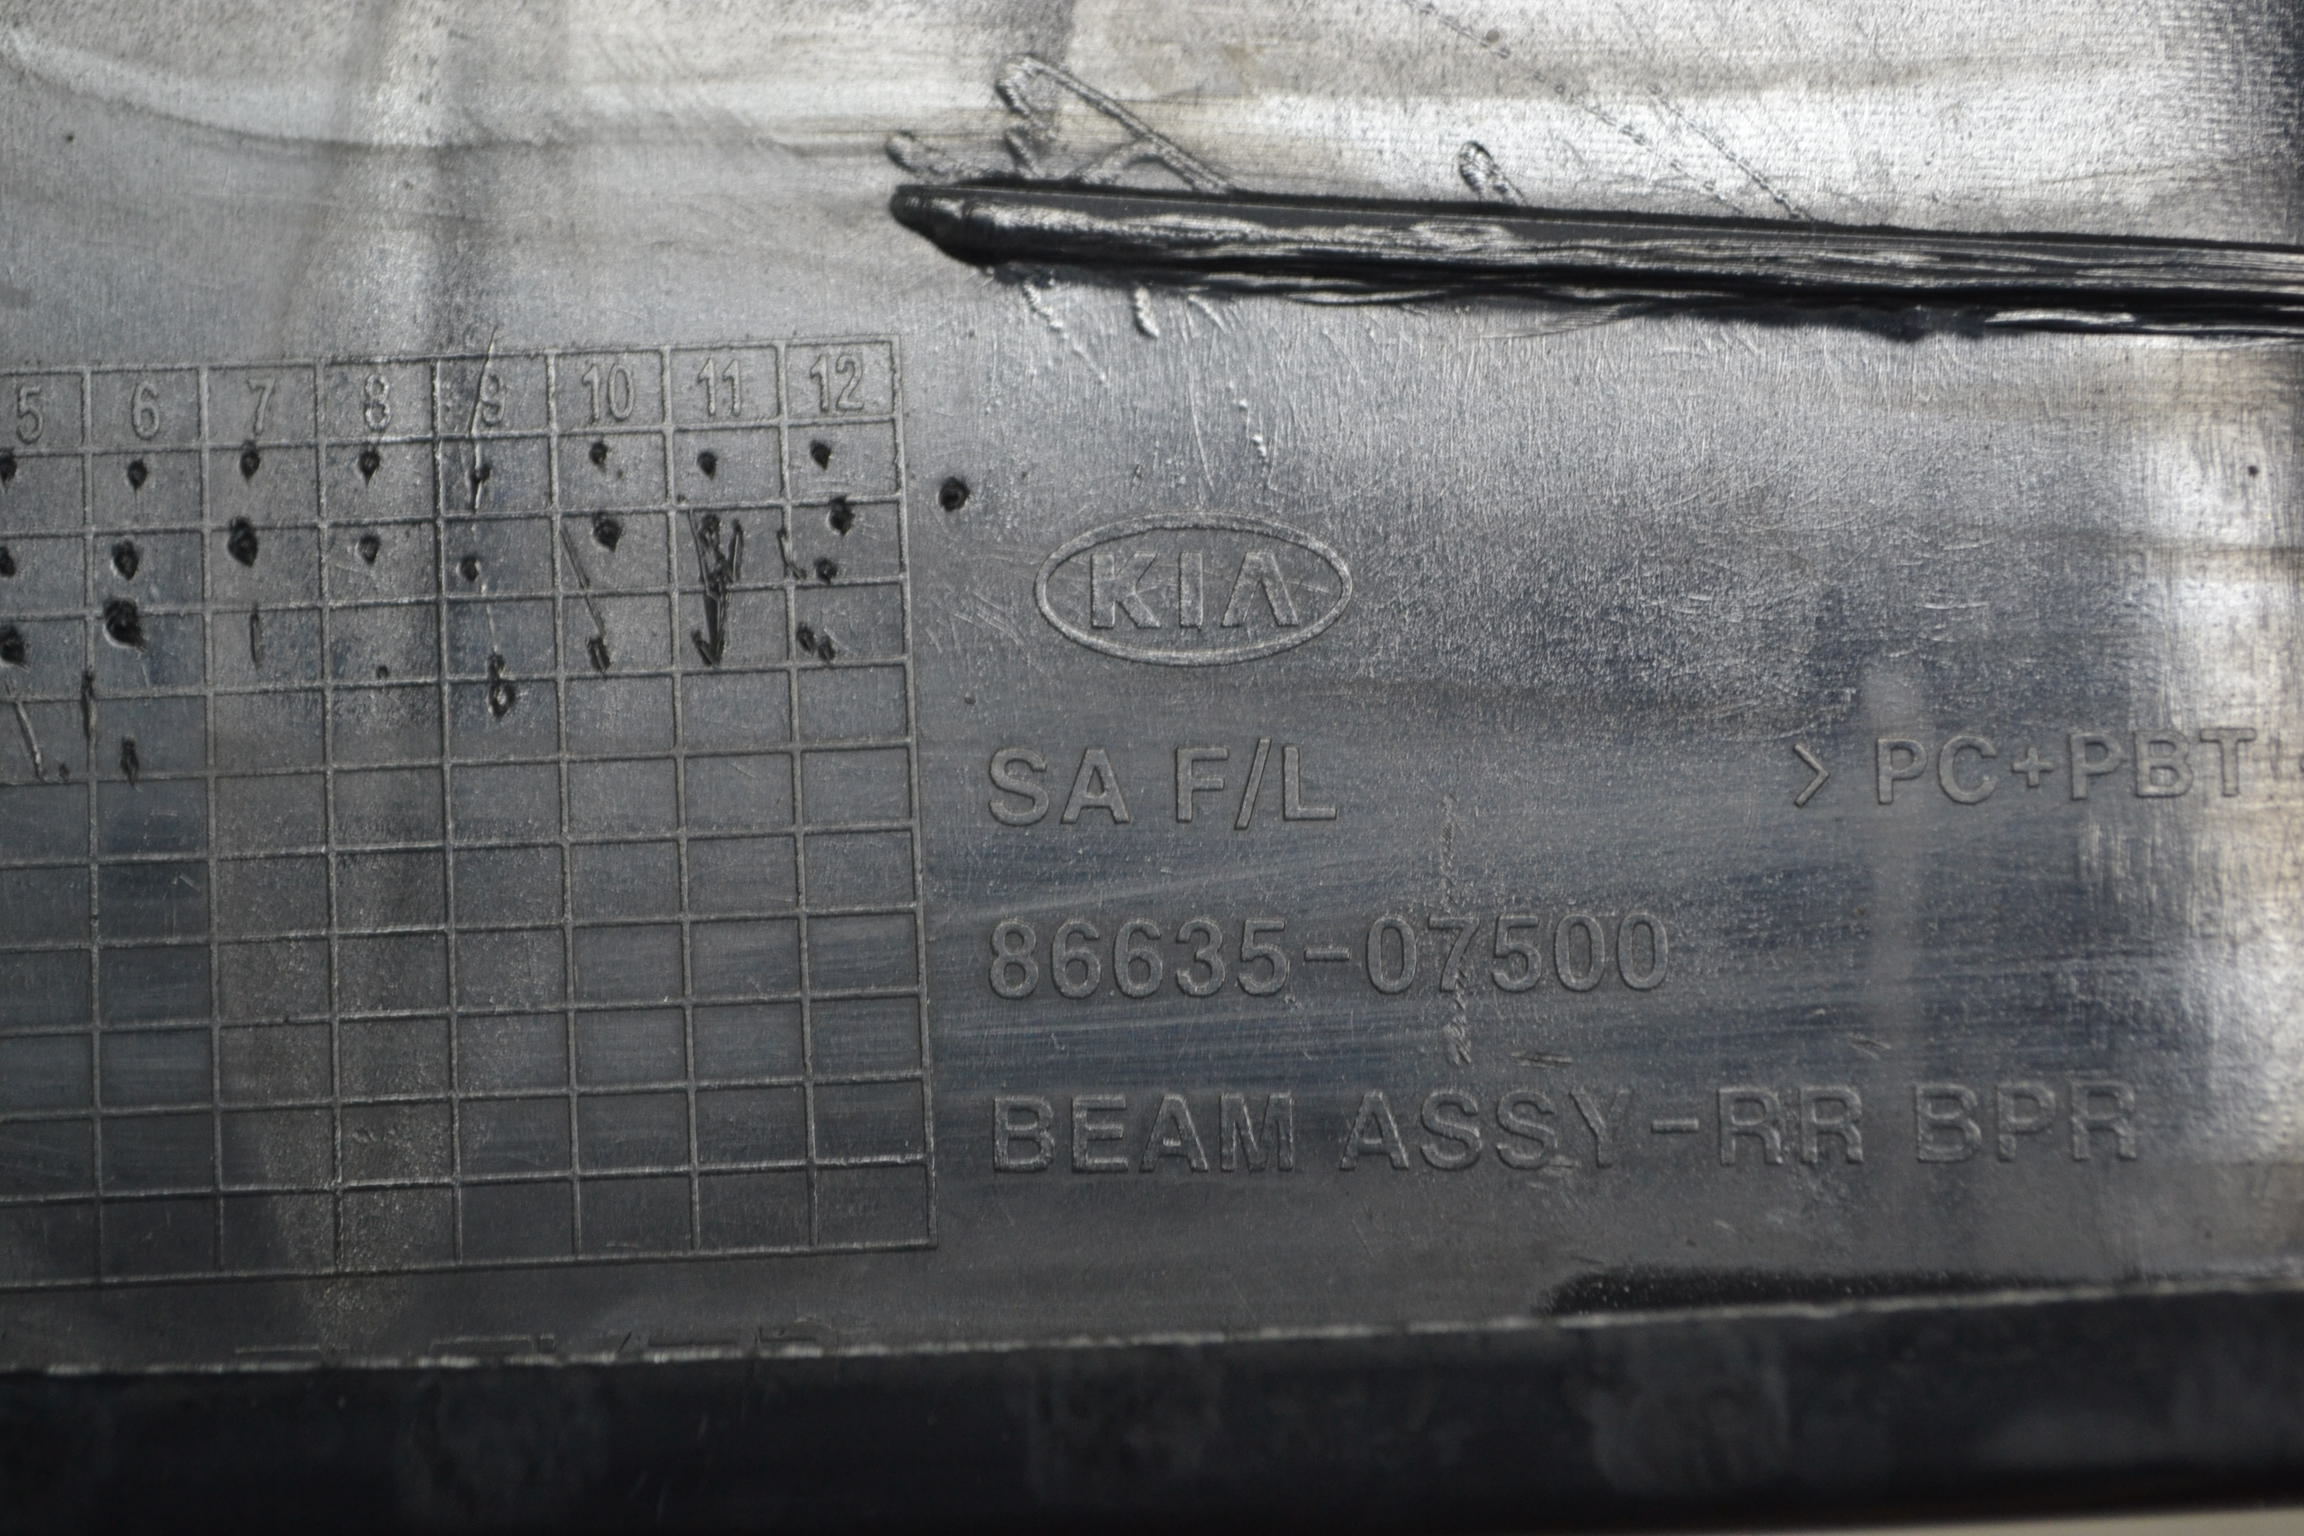 5 6 7 8 9 10 11 12
KIA
SA F/L
> PC+PBT
86635-07500
BEAM ASSY-RR BPR